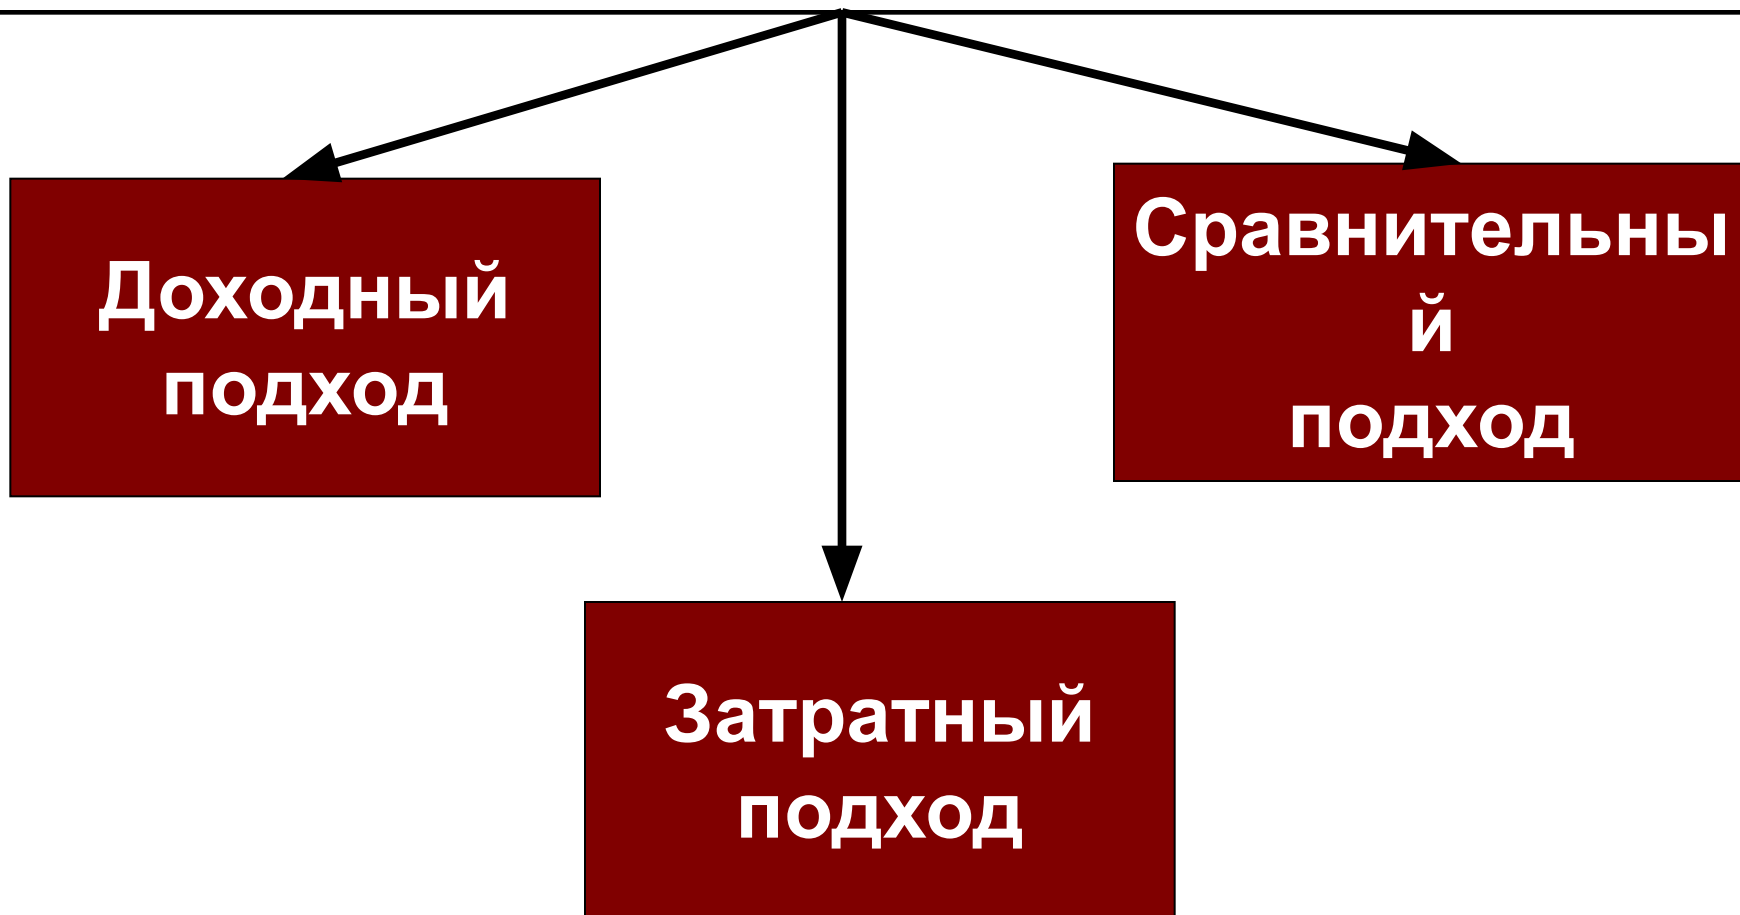 Доходный
подход
Сравнительны
й
подход
Затратный
подход